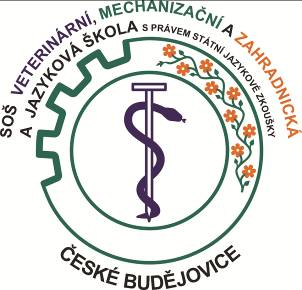 SOŠ VETERINÁRNÍ, MECHANIZAČNÍ A ZAHRADNICKÁ
A JAZYKOVÁ ŠKOLA S PRÁVEM STÁTNÍ JAZYKOVÉ ZKOUŠKY
ČESKÉ BUDĚJOVICE